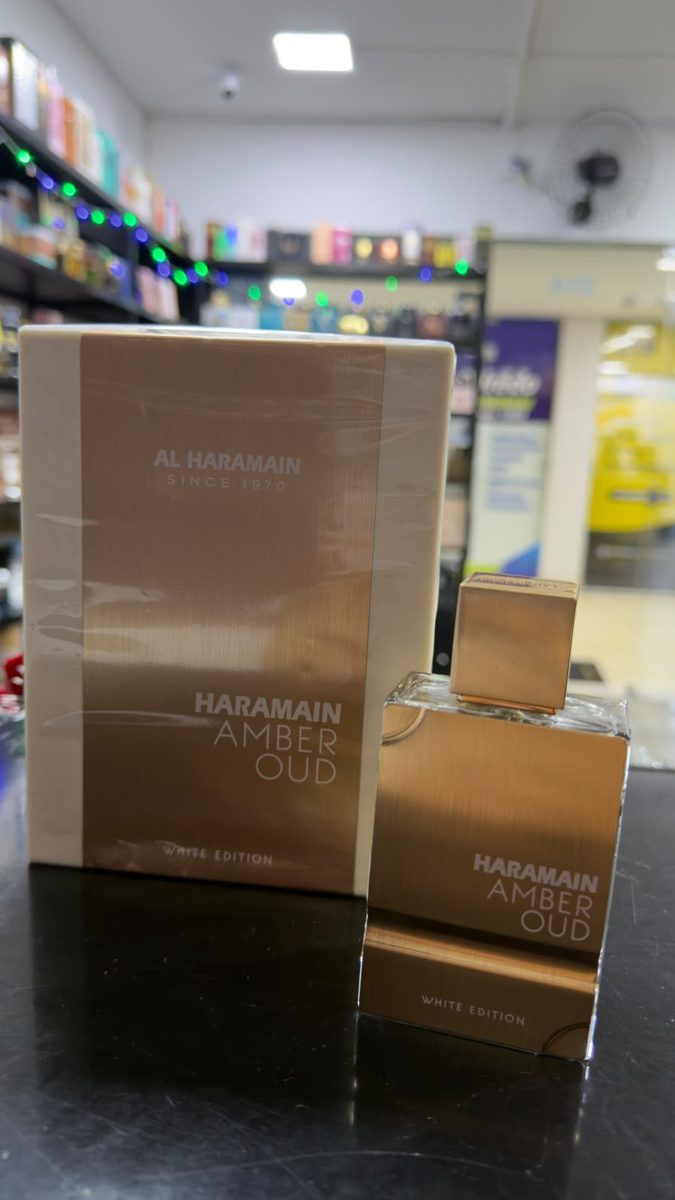 AL HARAMAIN
SINCE 1970
HARAMAIN
AMBER
OUD
WHITE EDITION
HARAMAIN
AMBER
OUD
WHITE EDITION